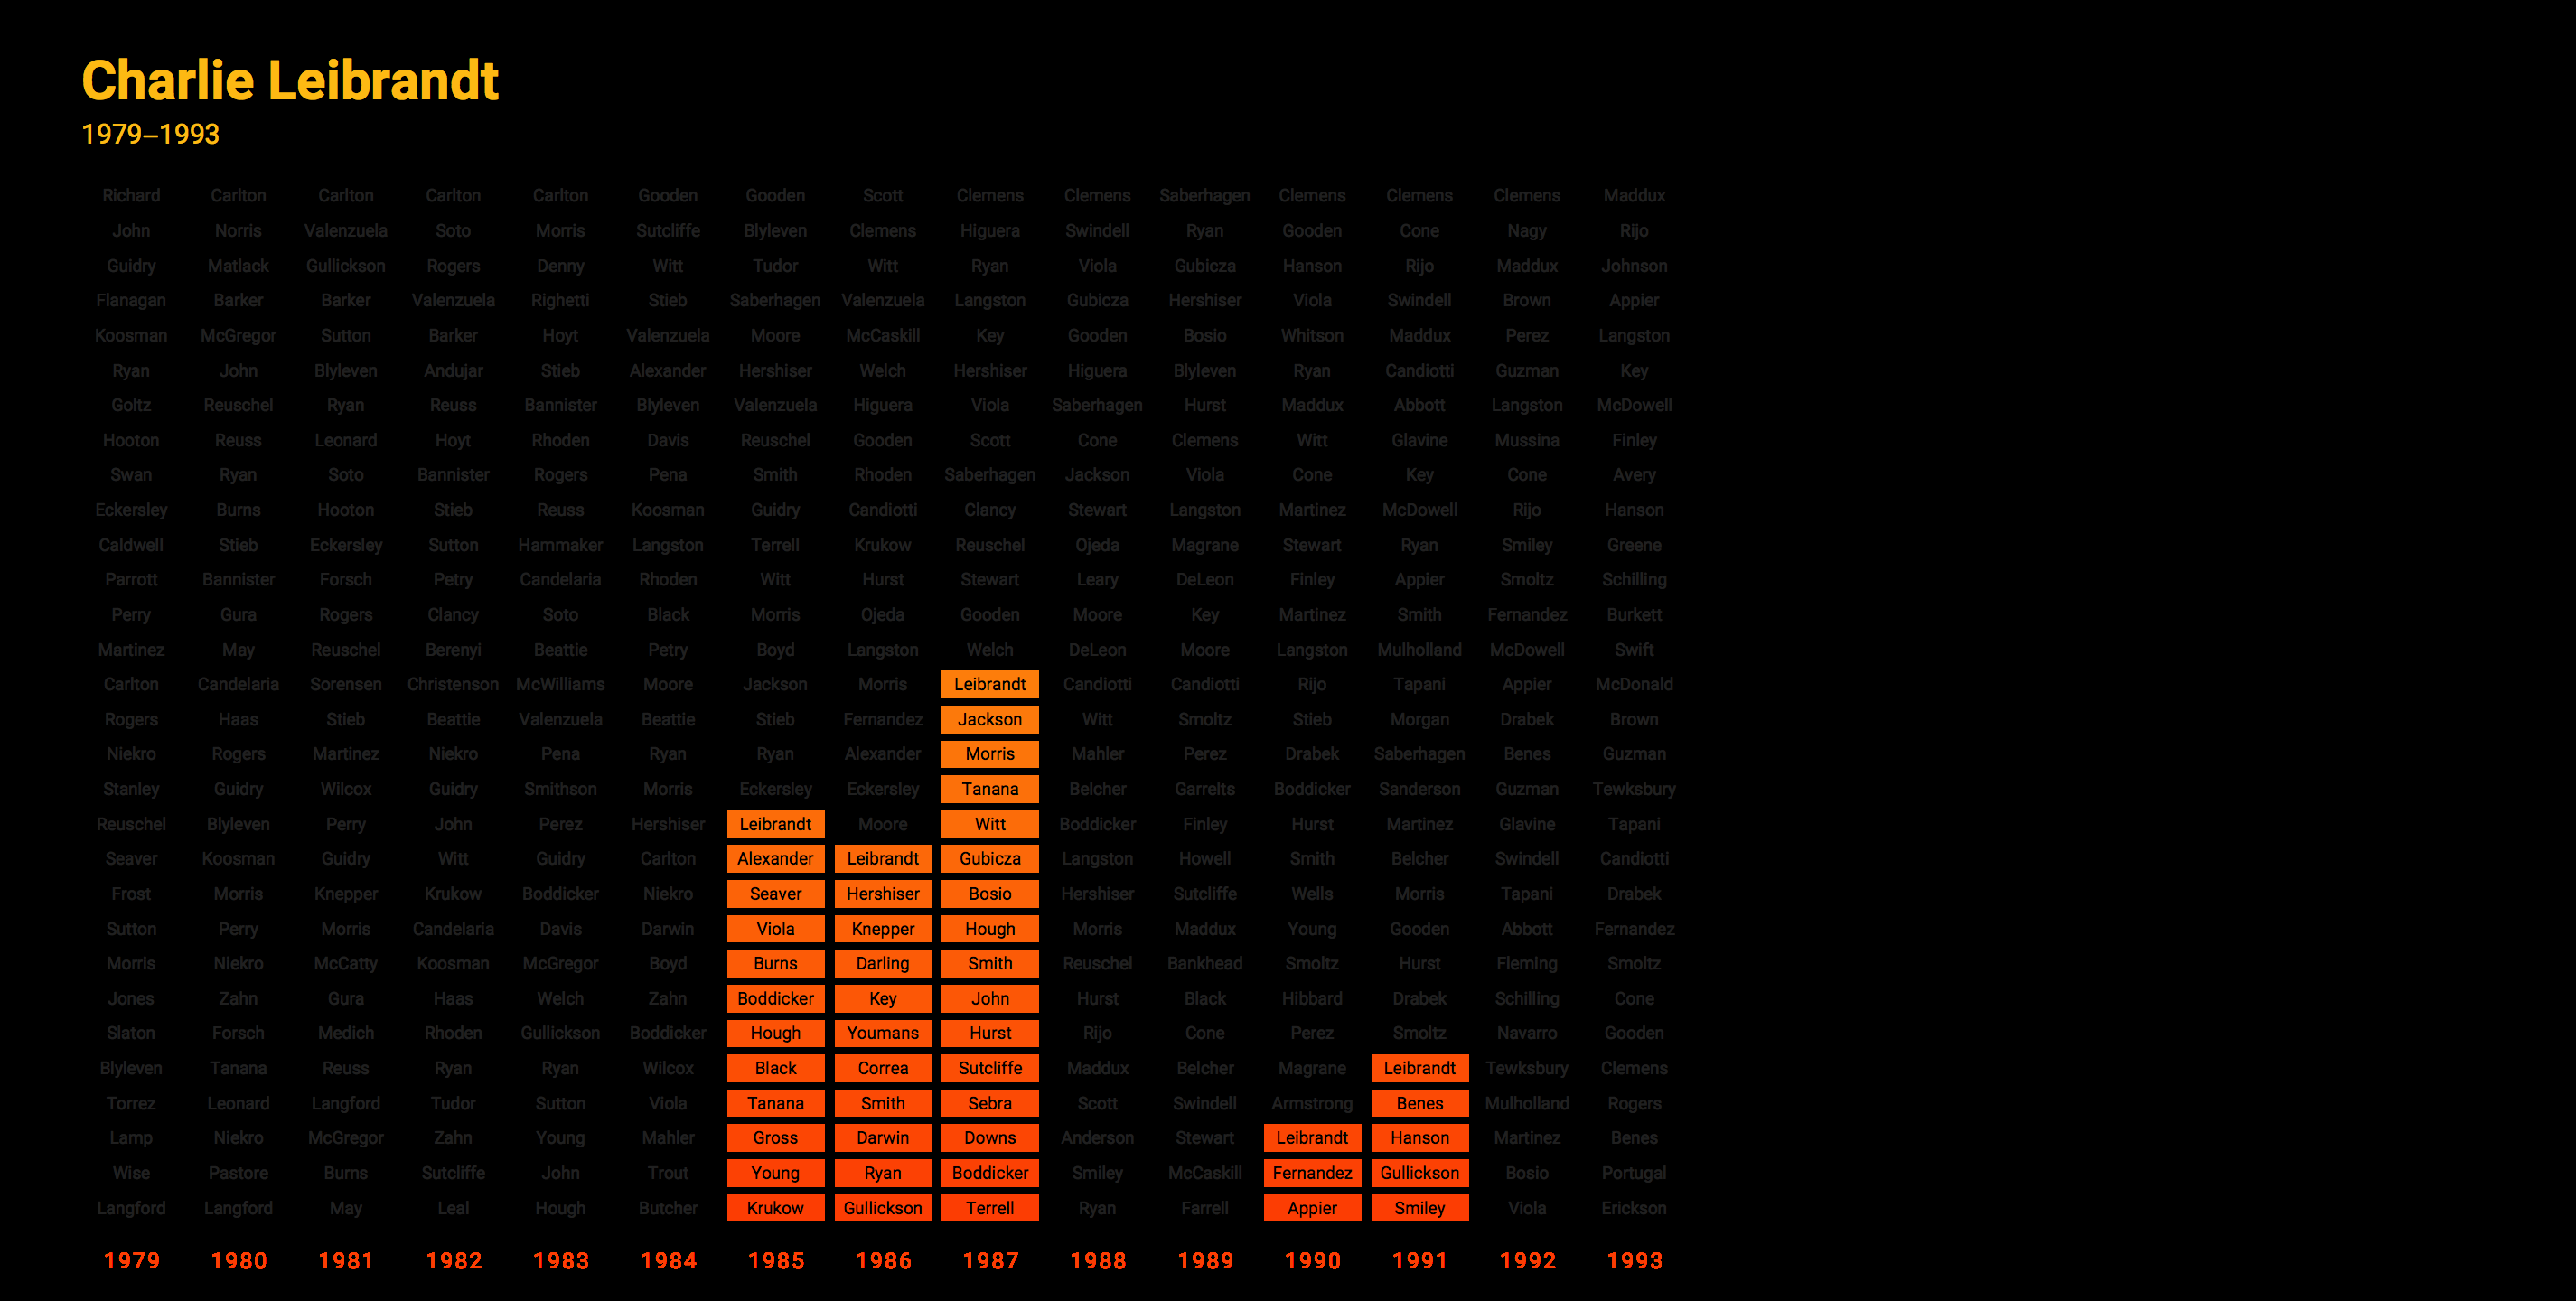 Charlie Leibrandt
1979–1993
Richard Carlton Carlton Carlton Carlton Gooden Gooden Scott Clemens Clemens Saberhagen Clemens Clemens Clemens Maddux
John Norris Valenzuela Soto Morris Sutcliffe Blyleven Clemens Higuera Swindell Ryan Gooden Cone Nagy Rijo
Guidry Matlack Gullickson Rogers Denny Witt Tudor Witt Ryan Viola Gubicza Hanson Rijo Maddux Johnson
Flanagan Barker Barker Valenzuela Righetti Stieb Saberhagen Valenzuela Langston Gubicza Hershiser Viola Swindell Brown Appier
Koosman McGregor Sutton Barker Hoyt Valenzuela Moore McCaskill Key Gooden Bosio Whitson Maddux Perez Langston
Ryan John Blyleven Andujar Stieb Alexander Hershiser Welch Hershiser Higuera Blyleven Ryan Candiotti Guzman Key
Goltz Reuschel Ryan Reuss Bannister Blyleven Valenzuela Higuera Viola Saberhagen Hurst Maddux Abbott Langston McDowell
Hooton Reuss Leonard Hoyt Rhoden Davis Reuschel Gooden Scott Cone Clemens Witt Glavine Mussina Finley
Swan Ryan Soto Bannister Rogers Pena Smith Rhoden Saberhagen Jackson Viola Cone Key Cone Avery
Eckersley Burns Hooton Stieb Reuss Koosman Guidry Candiotti Clancy Stewart Langston Martinez McDowell Rijo Hanson
Caldwell Stieb Eckersley Sutton Hammaker Langston Terrell Krukow Reuschel Ojeda Magrane Stewart Ryan Smiley Greene
Parrott Bannister Forsch Petry Candelaria Rhoden Witt Hurst Stewart Leary DeLeon Finley Appier Smoltz Schilling
Perry Gura Rogers Clancy Soto Black Morris Ojeda Gooden Moore Key Martinez Smith Fernandez Burkett
Martinez May Reuschel Berenyi Beattie Petry Boyd Langston Welch DeLeon Moore Langston Mulholland McDowell Swift
Carlton Candelaria Sorensen Christenson McWilliams Moore Jackson Morris Leibrandt Candiotti Candiotti Rijo Tapani Appier McDonald
Rogers Haas Stieb Beattie Valenzuela Beattie Stieb Fernandez Jackson Witt Smoltz Stieb Morgan Drabek Brown
Niekro Rogers Martinez Niekro Pena Ryan Ryan Alexander Morris Mahler Perez Drabek Saberhagen Benes Guzman
Stanley Guidry Wilcox Guidry Smithson Morris Eckersley Eckersley Tanana Belcher Garrelts Boddicker Sanderson Guzman Tewksbury
Reuschel Blyleven Perry John Perez Hershiser Leibrandt Moore Witt Boddicker Finley Hurst Martinez Glavine Tapani
Seaver Koosman Guidry Witt Guidry Carlton Alexander Leibrandt Gubicza Langston Howell Smith Belcher Swindell Candiotti
Frost Morris Knepper Krukow Boddicker Niekro Seaver Hershiser Bosio Hershiser Sutcliffe Wells Morris Tapani Drabek
Sutton Perry Morris Candelaria Davis Darwin Viola Knepper Hough Morris Maddux Young Gooden Abbott Fernandez
Morris Niekro McCatty Koosman McGregor Boyd Burns Darling Smith Reuschel Bankhead Smoltz Hurst Fleming Smoltz
Jones Zahn Gura Haas Welch Zahn Boddicker Key John Hurst Black Hibbard Drabek Schilling Cone
Slaton Forsch Medich Rhoden Gullickson Boddicker Hough Youmans Hurst Rijo Cone Perez Smoltz Navarro Gooden
Blyleven Tanana Reuss Ryan Ryan Wilcox Black Correa Sutcliffe Maddux Belcher Magrane Leibrandt Tewksbury Clemens
Torrez Leonard Langford Tudor Sutton Viola Tanana Smith Sebra Scott Swindell Armstrong Benes Mulholland Rogers
Lamp Niekro McGregor Zahn Young Mahler Gross Darwin Downs Anderson Stewart Leibrandt Hanson Martinez Benes
Wise Pastore Burns Sutcliffe John Trout Young Ryan Boddicker Smiley McCaskill Fernandez Gullickson Bosio Portugal
Langford Langford May Leal Hough Butcher Krukow Gullickson Terrell Ryan Farrell Appier Smiley Viola Erickson
1979 1980 1981 1982 1983 1984 1985 1986 1987 1988 1989 1990 1991 1992 1993